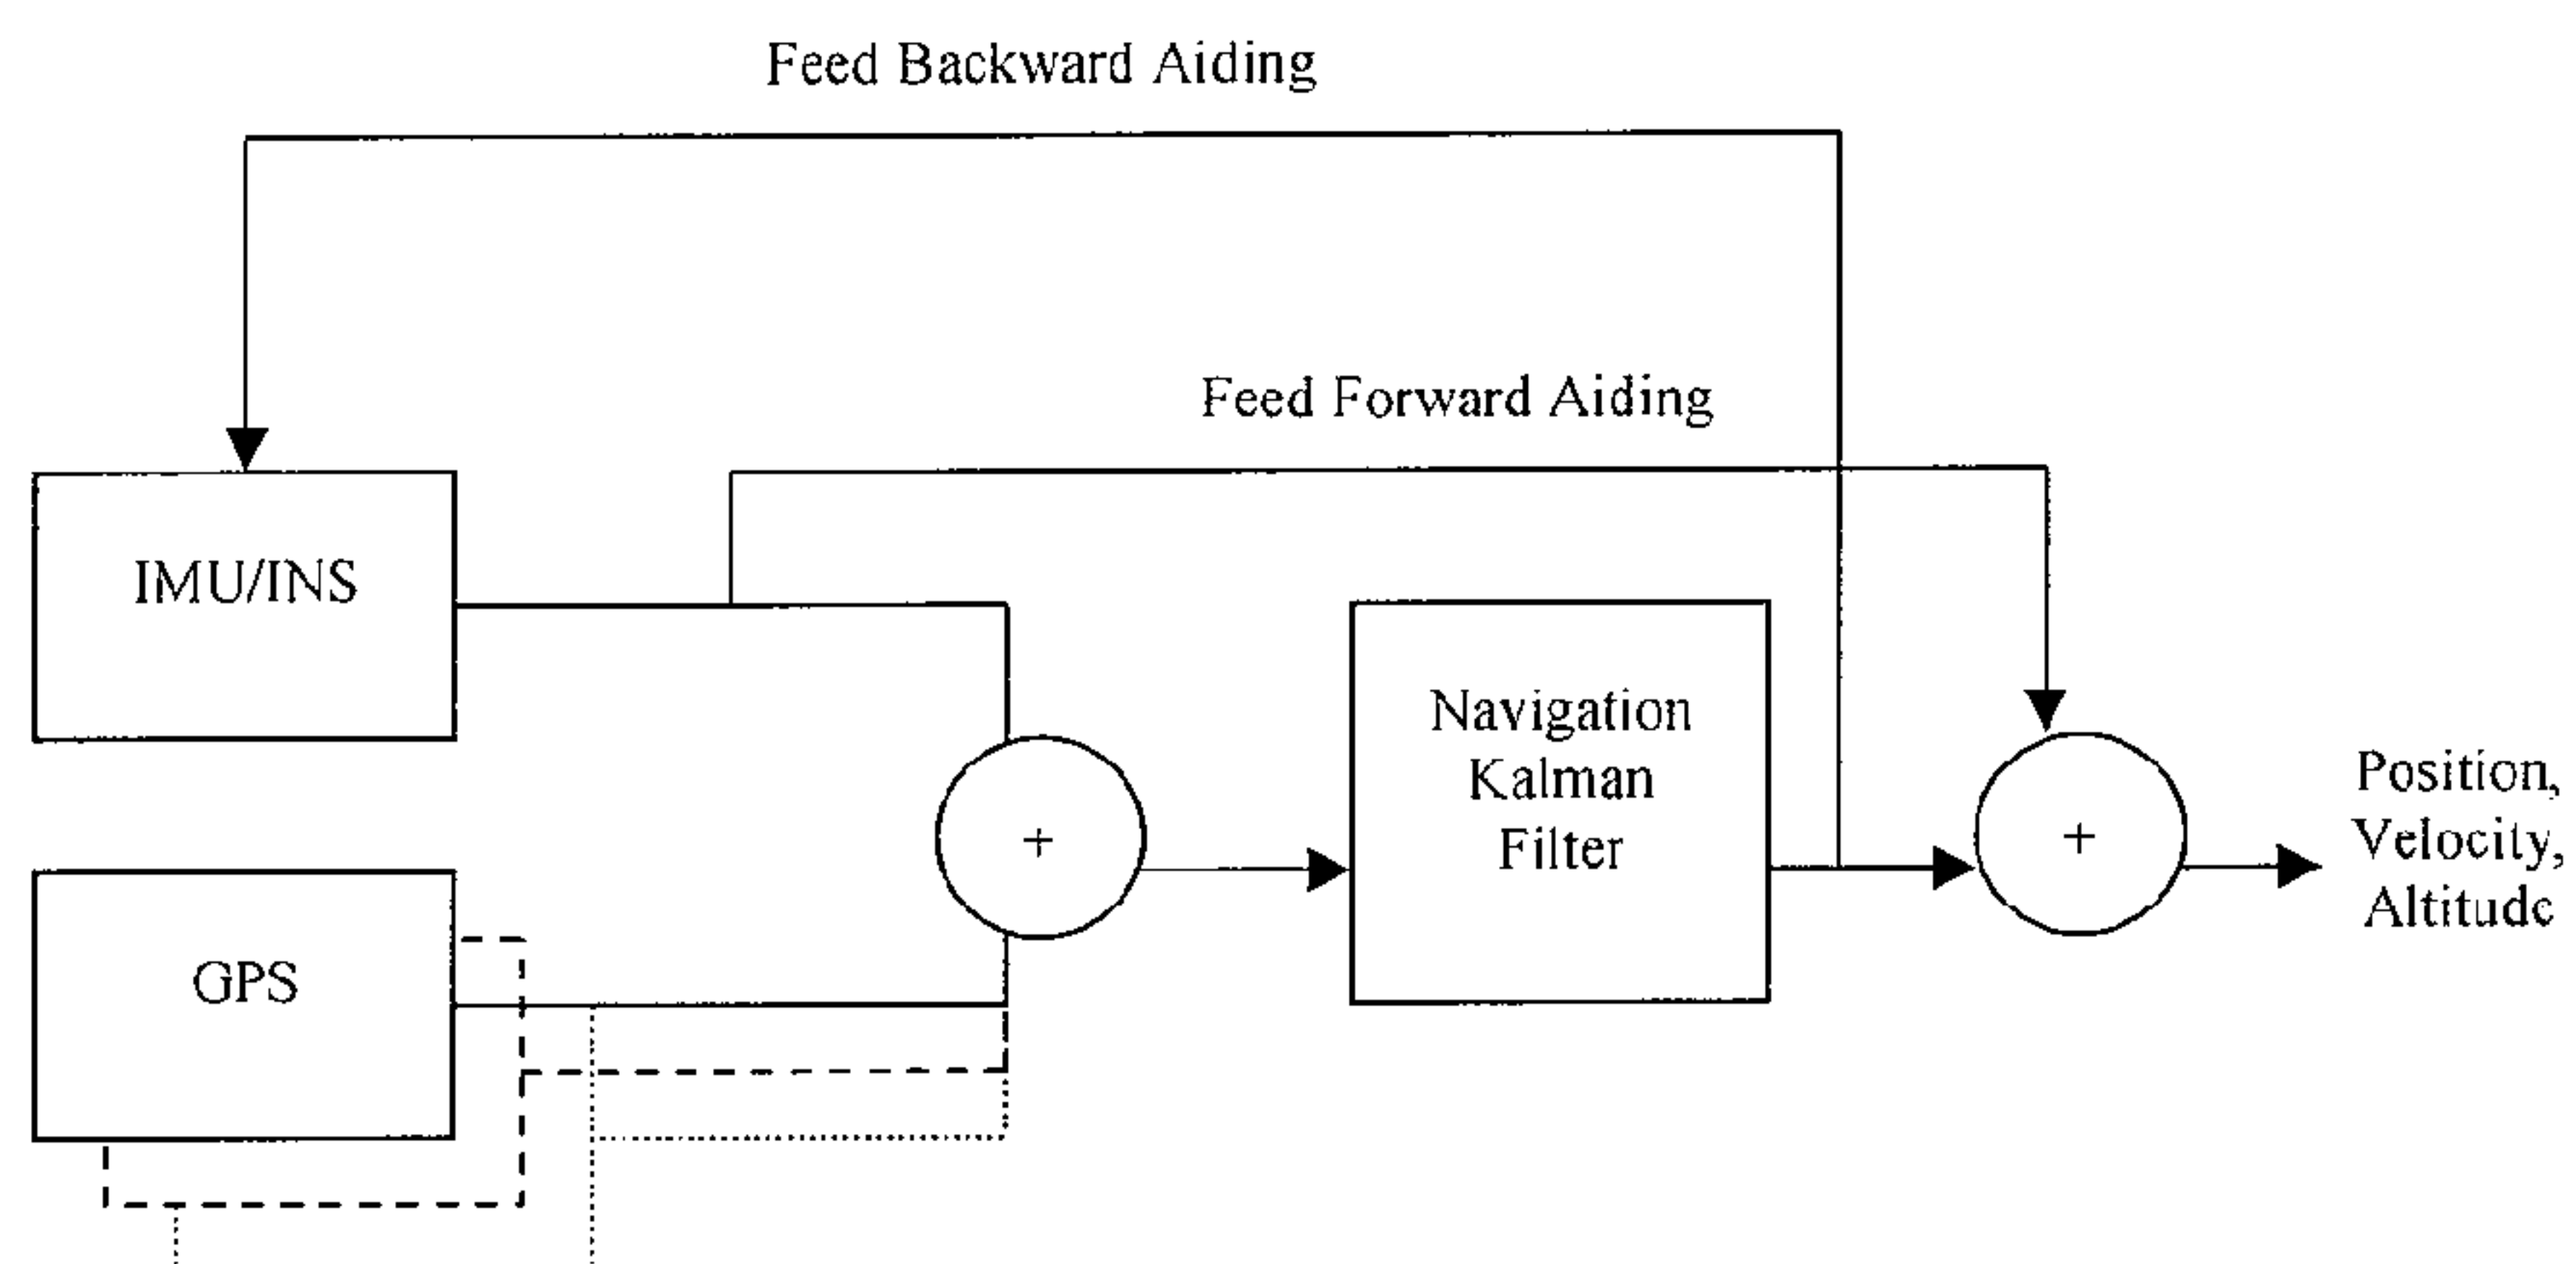 Feed Backward Aiding
Feed Forward Aiding
IMU/INS
Navigation
Kalman
Filter
+
+
Position,
Velocity,
Altitude
GPS